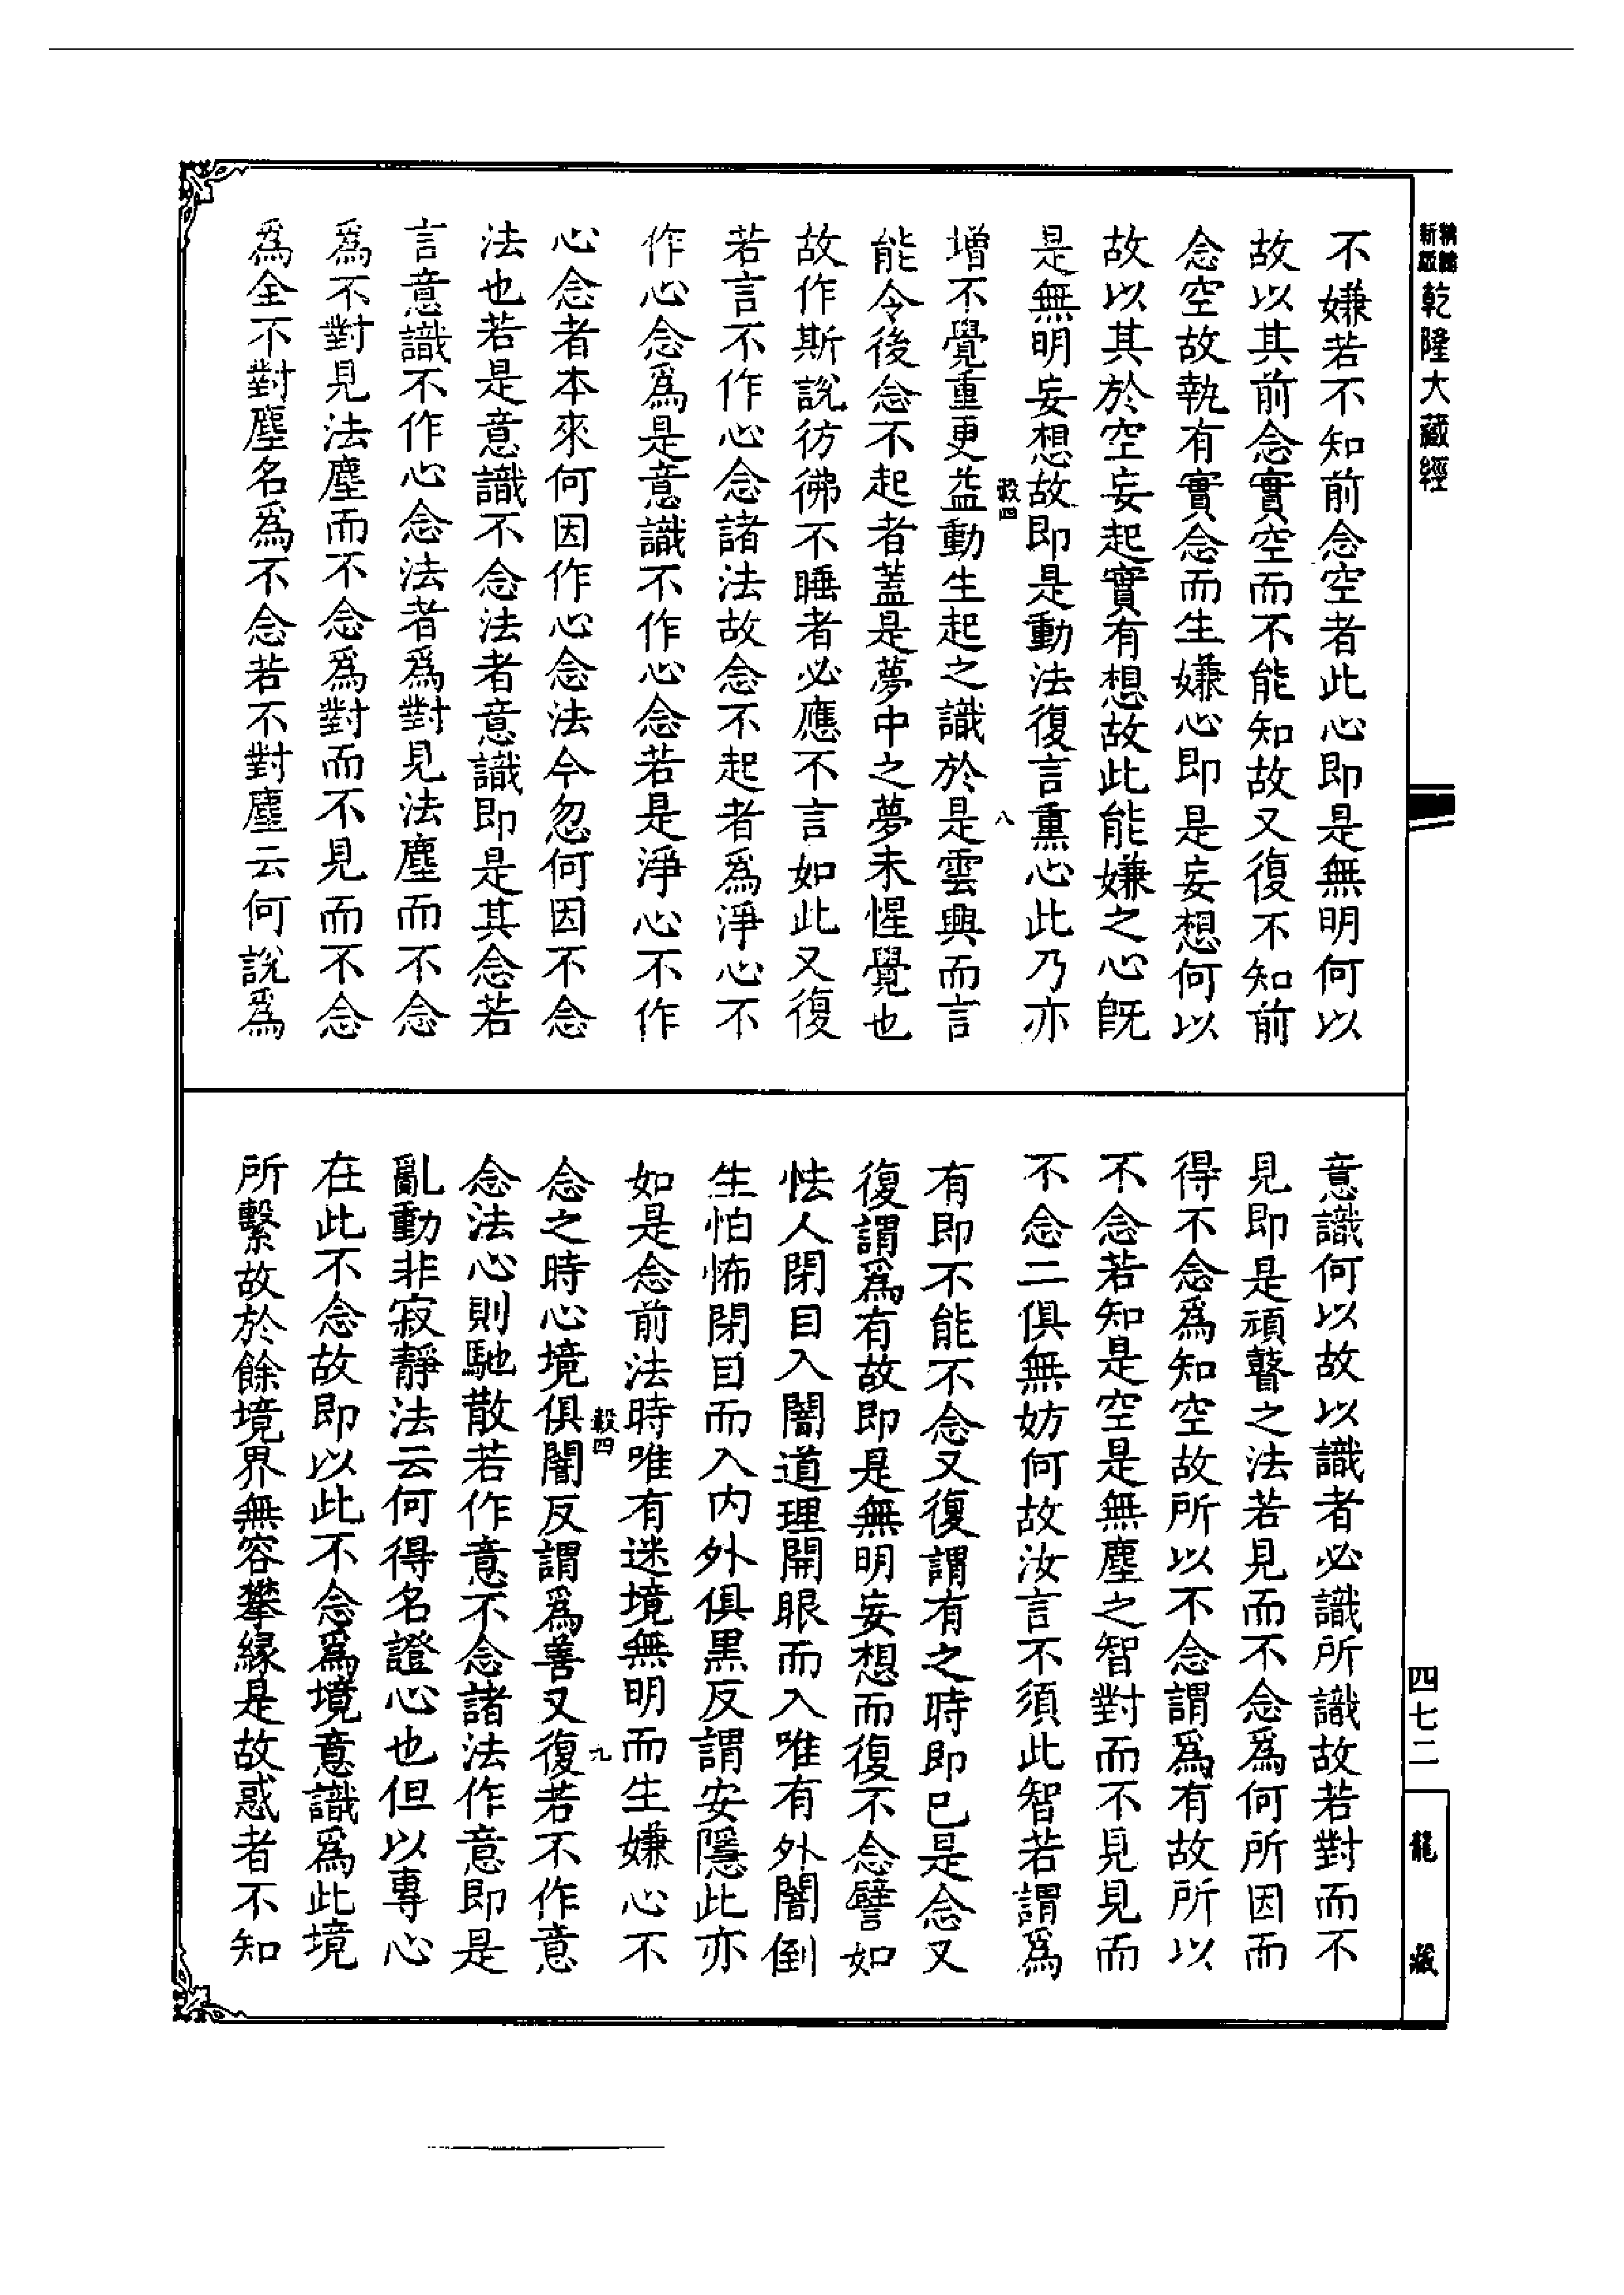 新編縮版乾隆大藏經
不嫌若不知前念空者此心即是無明何以
故以其前念實空而不能知故又復不知前
念空故執有實念而生嫌心即是妄想何以
故以其於空妄起實有想故此能嫌之心旣
是無明妄想故即是動法復言熏心此乃亦
穀四
八
增不覺重更益動生起之識於是雲興而言
能令後念不起者蓋是夢中之夢未惺覺也
故作斯說彷彿不睡者必應不言如此又復
若言不作心念諸法故念不起者爲淨心不
作心念爲是意識不作心念若是淨心不作
心念者本來何因作心念法今忽何因不念
法也若是意識不念法者意識即是其念若
言意識不作心念法者爲對見法塵而不念
爲不對見法塵而不念爲對而不見而不念
爲全不對塵名爲不念若不對塵云何說爲
意識何以故以識者必識所識故若對而不
見即是頑瞽之法若見而不念爲何所因而
得不念爲知空故所以不念謂爲有故所以
不念若知是空是無塵之智對而不見見而
不念二俱無妨何故汝言不須此智若謂爲
有即不能不念又復謂有之時即已是念又
復謂爲有故即是無明妄想而復不念譬如
怯人閉目入闇道理開眼而入唯有外闇倒
生怕怖閉目而入內外俱黑反謂安隱此亦
如是念前法時唯有迷境無明而生嫌心不
穀四
九
念之時心境俱闇反謂爲善又復若不作意
念法心則馳散若作意不念諸法作意即是
亂動非寂靜法云何得名證心也但以專心
在此不念故即以此不念爲境意識爲此境
所繫故於餘境界無容攀緣是故惑者不知
四七二
龍藏